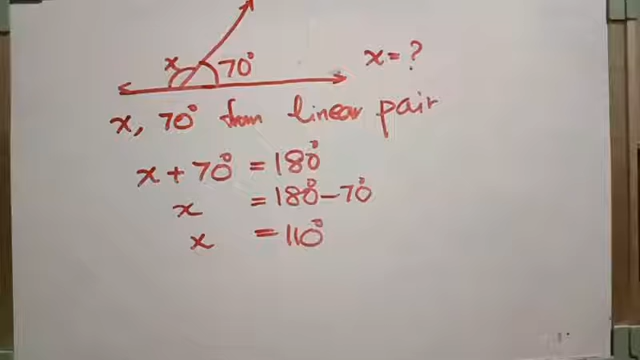 x 70° x = ?
x, 70° from linear pair
x + 70° = 180°
x = 180° - 70°
x = 110°